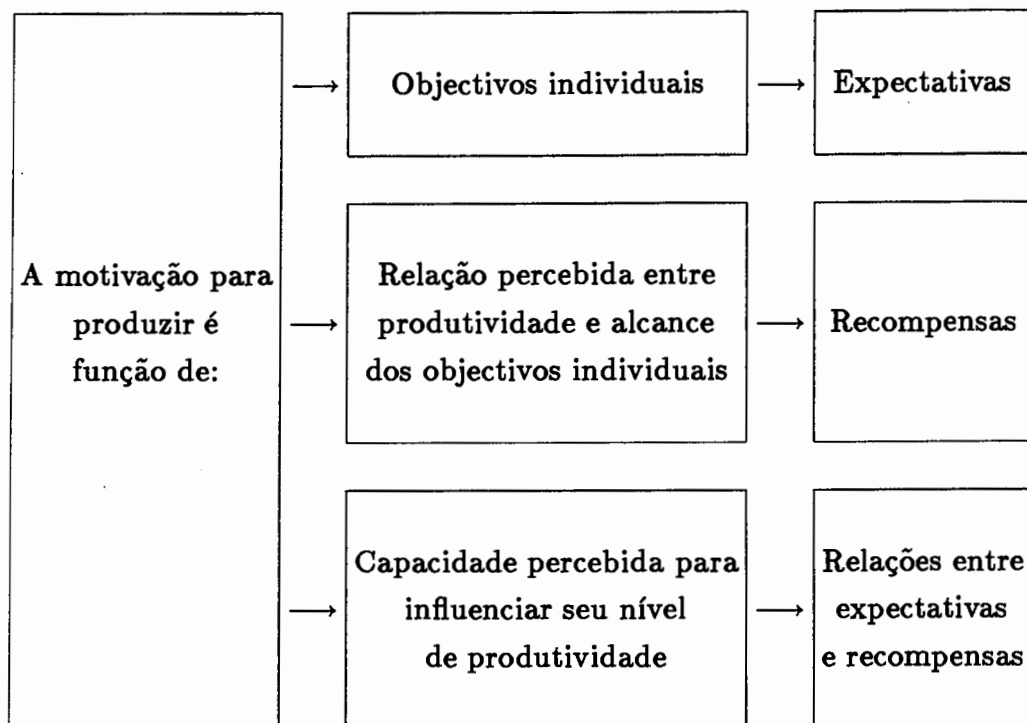 A motivação para
produzir é
função de:
Objectivos individuais
Expectativas
Relação percebida entre
produtividade e alcance
dos objectivos individuais
Recompensas
Capacidade percebida para
influenciar seu nível
de produtividade
Relações entre
expectativas
e recompensas